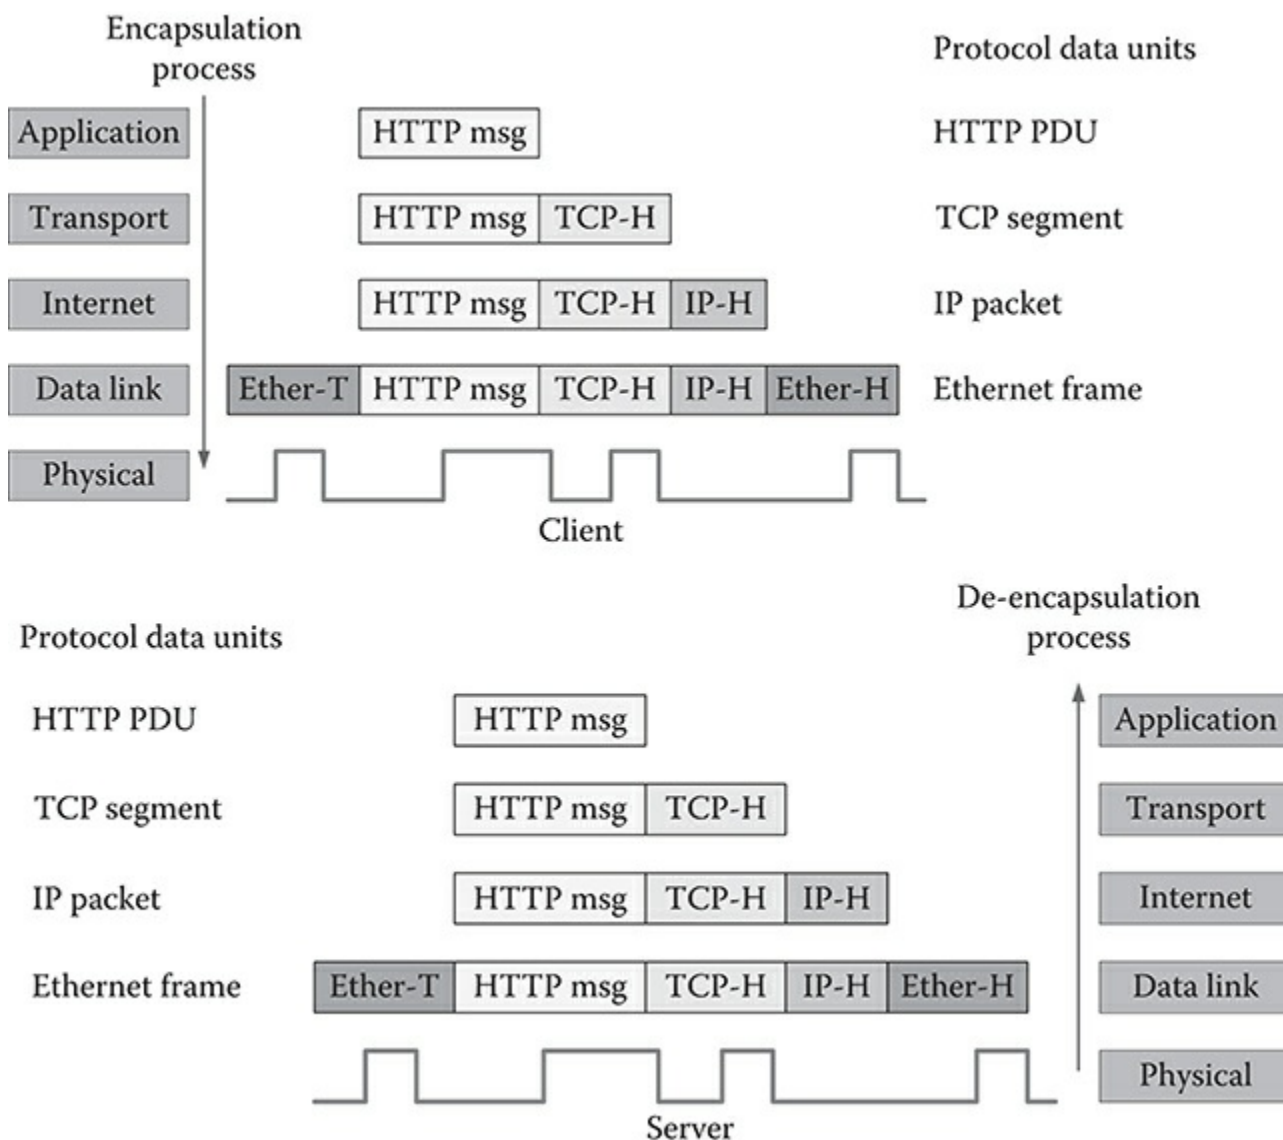 Encapsulation
process
Protocol data units
Application
HTTP msg
HTTP PDU
Transport
HTTP msg TCP-H
TCP segment
Internet
HTTP msg TCP-H IP-H
IP packet
Data link
Ether-T HTTP msg TCP-H IP-H Ether-H
Ethernet frame
Physical
Client
De-encapsulation
process
Protocol data units
HTTP PDU
HTTP msg
Application
TCP segment
HTTP msg TCP-H
Transport
IP packet
HTTP msg TCP-H IP-H
Internet
Ethernet frame
Ether-T HTTP msg TCP-H IP-H Ether-H
Data link
Physical
Server